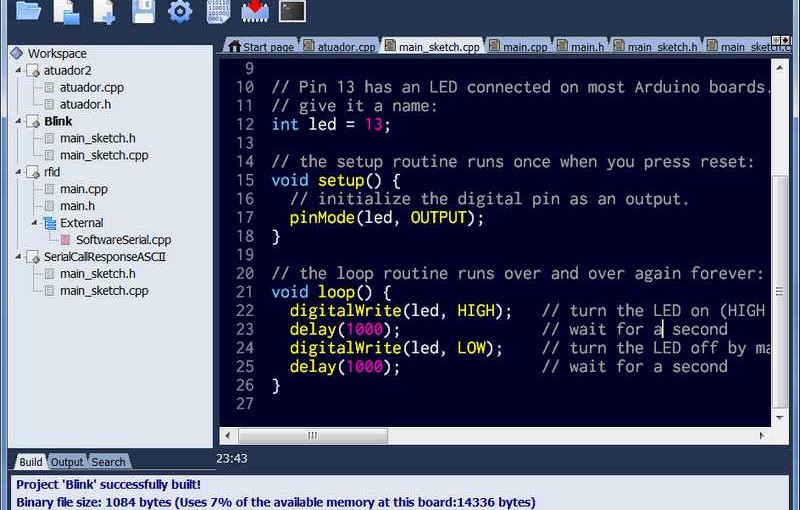 Start page
atuador.cpp
main_sketch.cpp
main.cpp
main.h
main_sketch.h
main_sketch.c
Workspace
atuador2
atuador.cpp
atuador.h
Blink
main_sketch.h
main_sketch.cpp
rfid
main.cpp
main.h
External
SoftwareSerial.cpp
SerialCallResponseASCII
main_sketch.h
main_sketch.cpp
9
10 // Pin 13 has an LED connected on most Arduino boards.
11 // give it a name:
12 int led = 13;
13
14 // the setup routine runs once when you press reset:
15 void setup() {
16 // initialize the digital pin as an output.
17 pinMode(led, OUTPUT);
18 }
19
20 // the loop routine runs over and over again forever:
21 void loop() {
22 digitalWrite(led, HIGH); // turn the LED on (HIGH
23 delay(1000); // wait for a second
24 digitalWrite(led, LOW); // turn the LED off by ma
25 delay(1000); // wait for a second
26 }
27
Build Output Search
23:43
Project 'Blink' successfully built!
Binary file size: 1084 bytes (Uses 7% of the available memory at this board:14336 bytes)